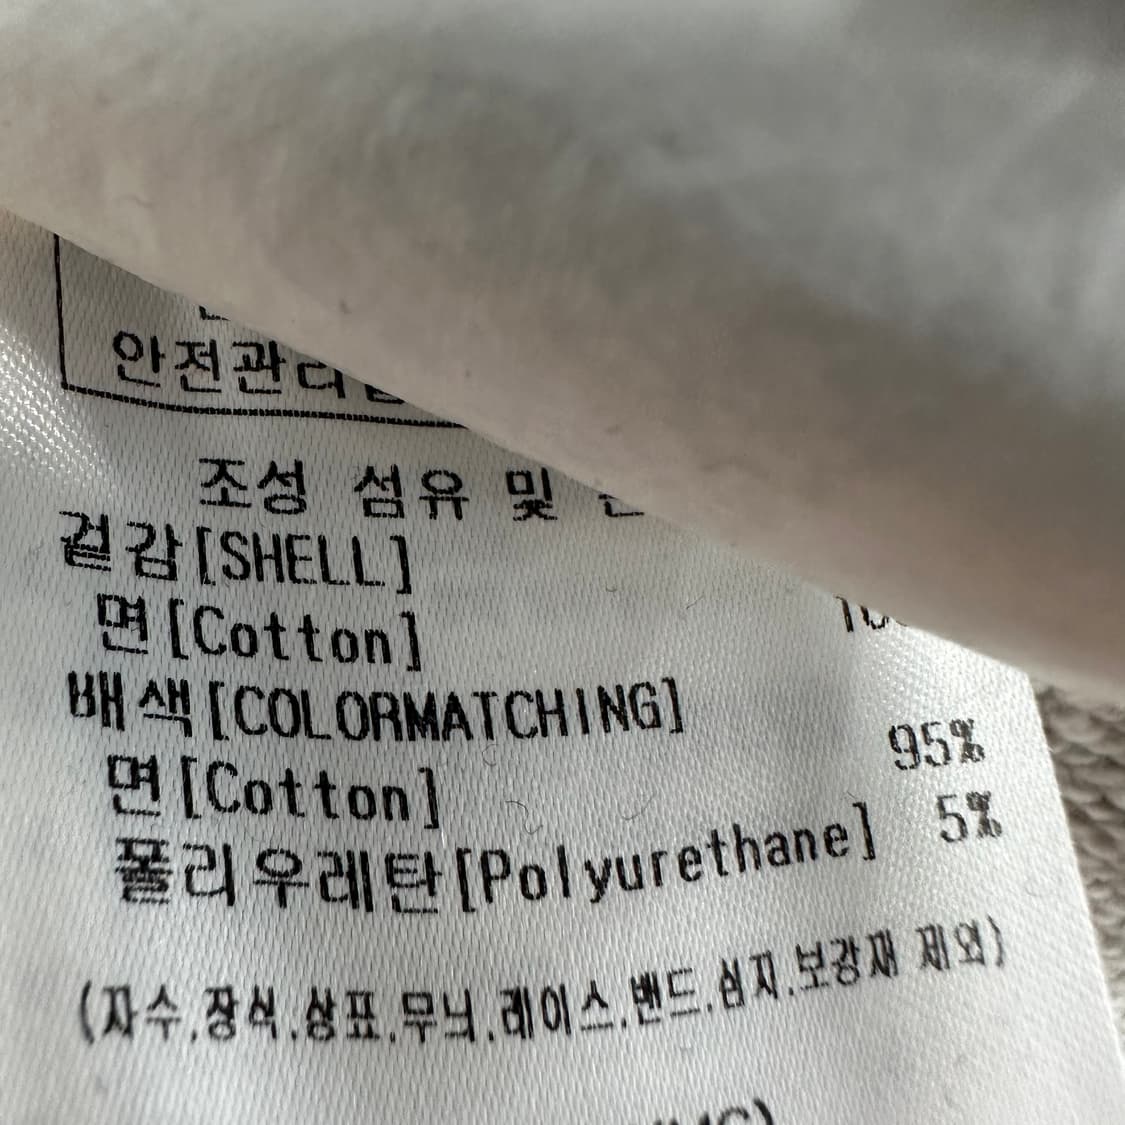 안전관리
조성 섬유 및
겉감[SHELL]
면[Cotton]
배색[COLORMATCHING]
면[Cotton] 95%
폴리우레탄[Polyurethane] 5%
(자수.장식.상표.무늬.레이스.밴드.심지.보강재 제외)